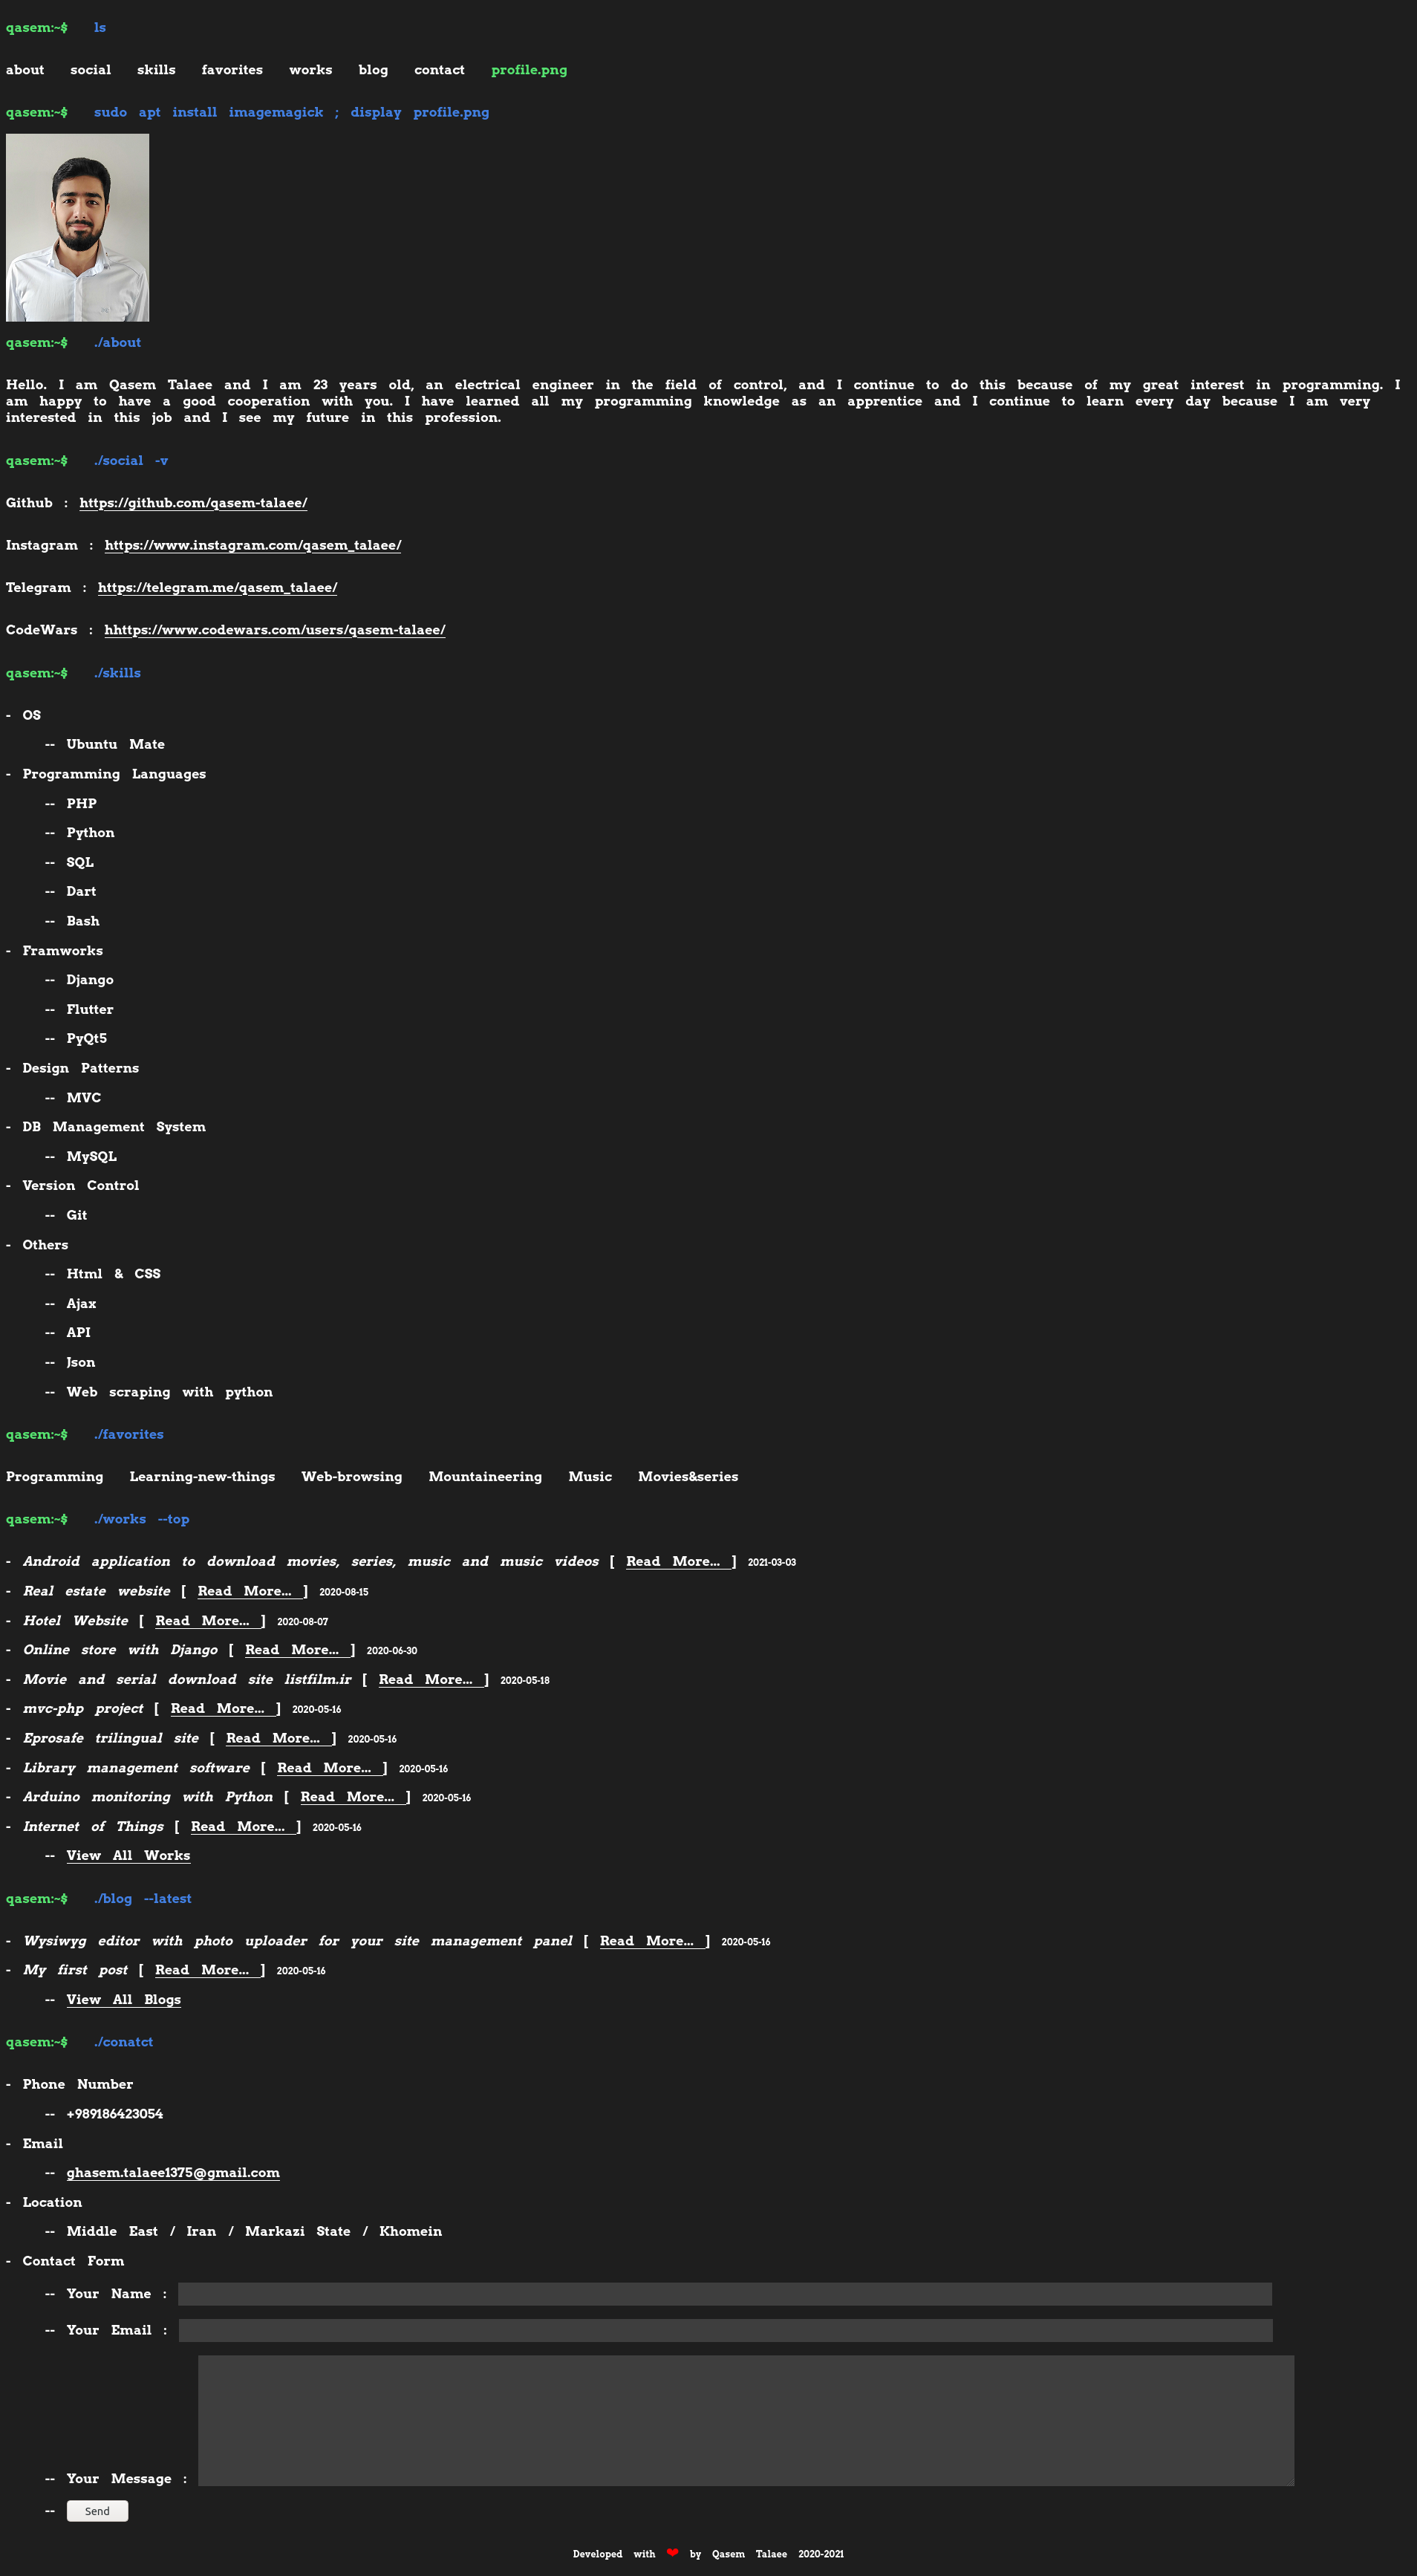 qasem:~$ ls
about social skills favorites works blog contact profile.png
qasem:~$ sudo apt install imagemagick ; display profile.png
qasem:~$ ./about
Hello. I am Qasem Talaee and I am 23 years old, an electrical engineer in the field of control, and I continue to do this because of my great interest in programming. I
am happy to have a good cooperation with you. I have learned all my programming knowledge as an apprentice and I continue to learn every day because I am very
interested in this job and I see my future in this profession.
qasem:~$ ./social -v
Github : https://github.com/qasem-talaee/
Instagram : https://www.instagram.com/qasem_talaee/
Telegram : https://telegram.me/qasem_talaee/
CodeWars : hhttps://www.codewars.com/users/qasem-talaee/
qasem:~$ ./skills
- OS
-- Ubuntu Mate
- Programming Languages
-- PHP
-- Python
-- SQL
-- Dart
-- Bash
- Framworks
-- Django
-- Flutter
-- PyQt5
- Design Patterns
-- MVC
- DB Management System
-- MySQL
- Version Control
-- Git
- Others
-- Html & CSS
-- Ajax
-- API
-- Json
-- Web scraping with python
qasem:~$ ./favorites
Programming Learning-new-things Web-browsing Mountaineering Music Movies&series
qasem:~$ ./works --top
- Android application to download movies, series, music and music videos [ Read More... ] 2021-03-03
- Real estate website [ Read More... ] 2020-08-15
- Hotel Website [ Read More... ] 2020-08-07
- Online store with Django [ Read More... ] 2020-06-30
- Movie and serial download site listfilm.ir [ Read More... ] 2020-05-18
- mvc-php project [ Read More... ] 2020-05-16
- Eprosafe trilingual site [ Read More... ] 2020-05-16
- Library management software [ Read More... ] 2020-05-16
- Arduino monitoring with Python [ Read More... ] 2020-05-16
- Internet of Things [ Read More... ] 2020-05-16
-- View All Works
qasem:~$ ./blog --latest
- Wysiwyg editor with photo uploader for your site management panel [ Read More... ] 2020-05-16
- My first post [ Read More... ] 2020-05-16
-- View All Blogs
qasem:~$ ./conatct
- Phone Number
-- +989186423054
- Email
-- ghasem.talaee1375@gmail.com
- Location
-- Middle East / Iran / Markazi State / Khomein
- Contact Form
-- Your Name :
-- Your Email :
-- Your Message :
-- Send
Developed with ❤ by Qasem Talaee 2020-2021